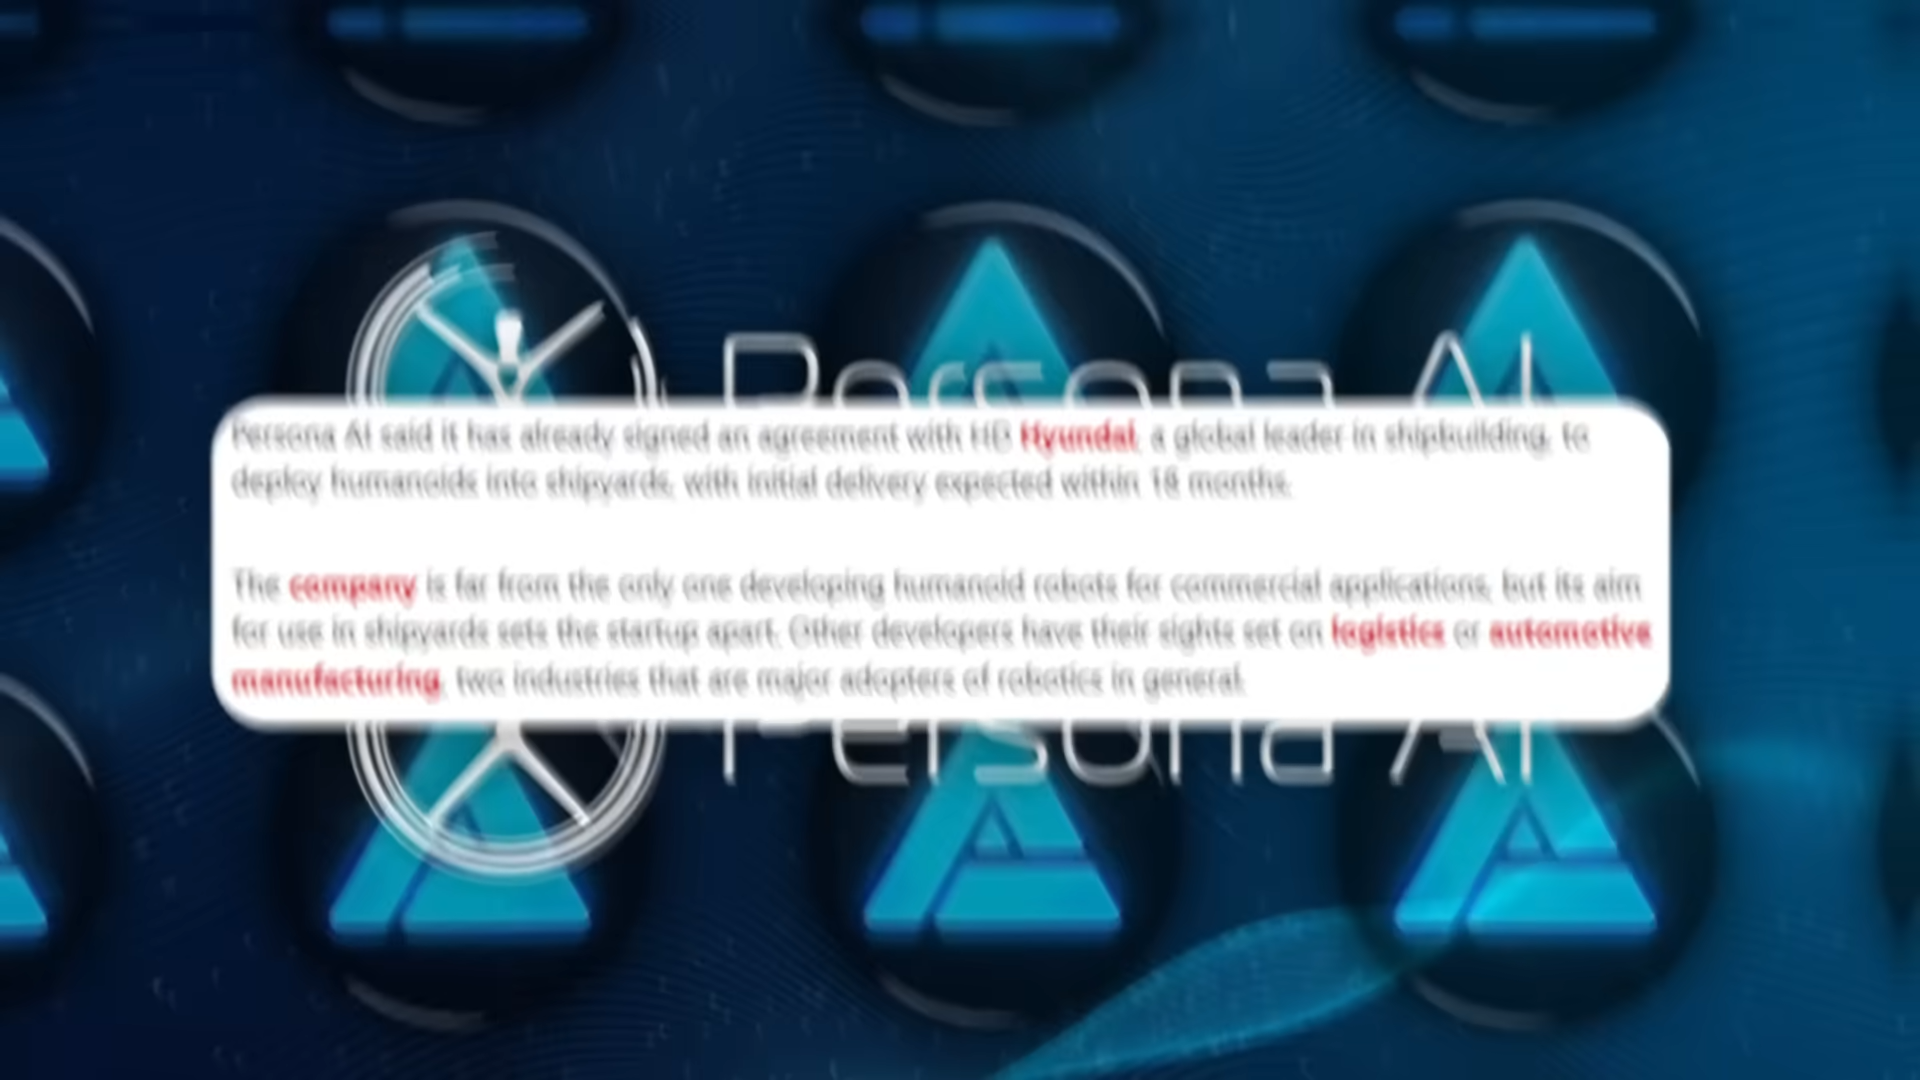 Persona AI
Persona AI said it has already signed an agreement with HD Hyundai, a global leader in shipbuilding, to
deploy humanoids into shipyards, with initial delivery expected within 18 months.
The company is far from the only one developing humanoid robots for commercial applications, but its aim
for use in shipyards sets the startup apart. Other developers have their sights set on logistics or automotive
manufacturing, two industries that are major adopters of robotics in general.
Persona AI